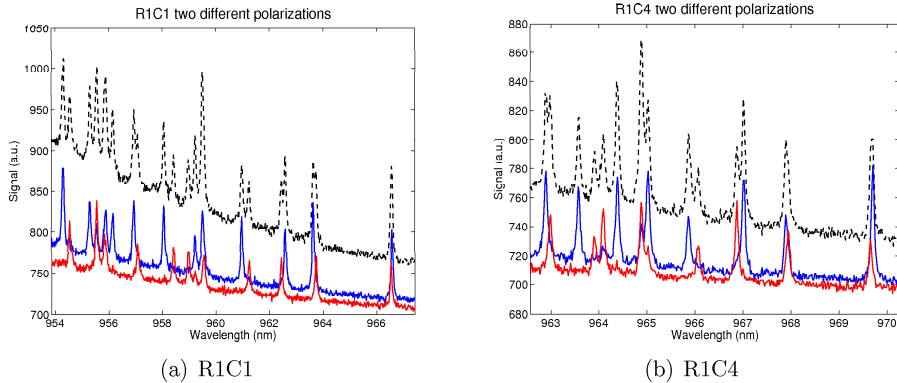 R1C1 two different polarizations
1050
1000
950
900
850
800
750
700
Signal (a.u.)
954 956 958 960 962 964 966
Wavelength (nm)
(a) R1C1
R1C4 two different polarizations
880
860
840
820
800
780
760
740
720
700
680
Signal (a.u.)
963 964 965 966 967 968 969 970
Wavelength (nm)
(b) R1C4